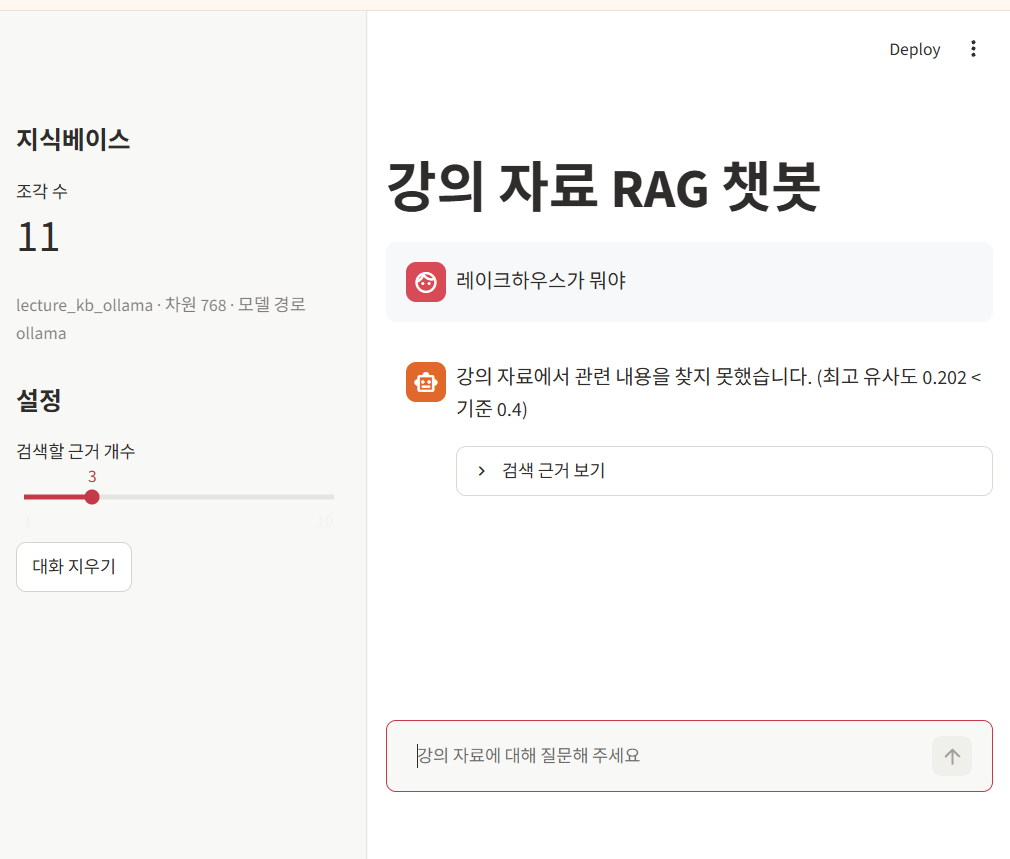 Deploy
지식베이스
조각 수
11
lecture_kb_ollama · 차원 768 · 모델 경로
ollama
설정
검색할 근거 개수
3
1
10
대화 지우기
강의 자료 RAG 챗봇
레이크하우스가 뭐야
강의 자료에서 관련 내용을 찾지 못했습니다. (최고 유사도 0.202 <
기준 0.4)
검색 근거 보기
강의 자료에 대해 질문해 주세요